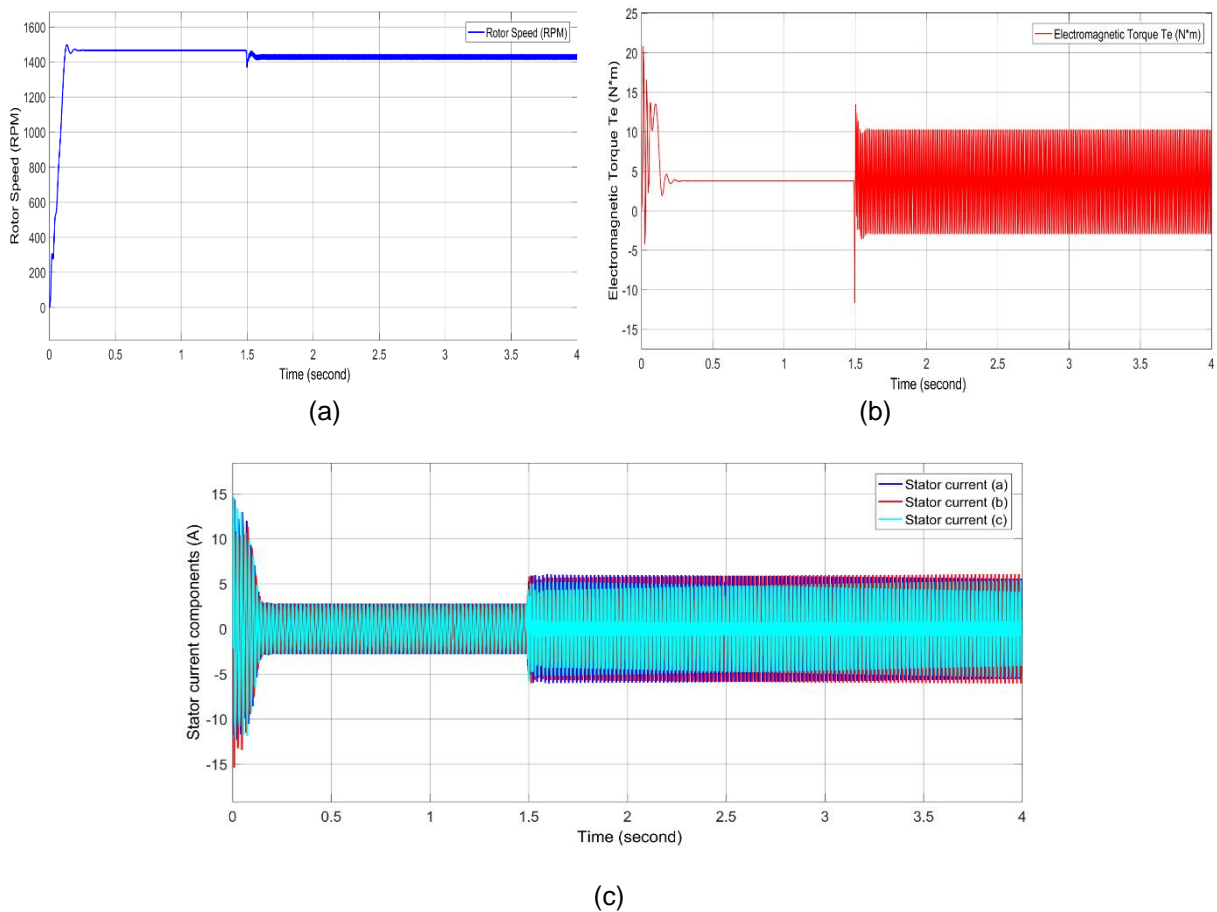 1600
1400
1200
1000
800
600
400
200
0
Rotor Speed (RPM)
Rotor Speed (RPM)
0 0.5 1 1.5 2 2.5 3 3.5 4
Time (second)
(a)
25
20
15
10
5
0
-5
-10
-15
Electromagnetic Torque Te (N*m)
Electromagnetic Torque Te (N*m)
0 0.5 1 1.5 2 2.5 3 3.5 4
Time (second)
(b)
15
10
5
0
-5
-10
-15
Stator current components (A)
Stator current (a)
Stator current (b)
Stator current (c)
0 0.5 1 1.5 2 2.5 3 3.5 4
Time (second)
(c)